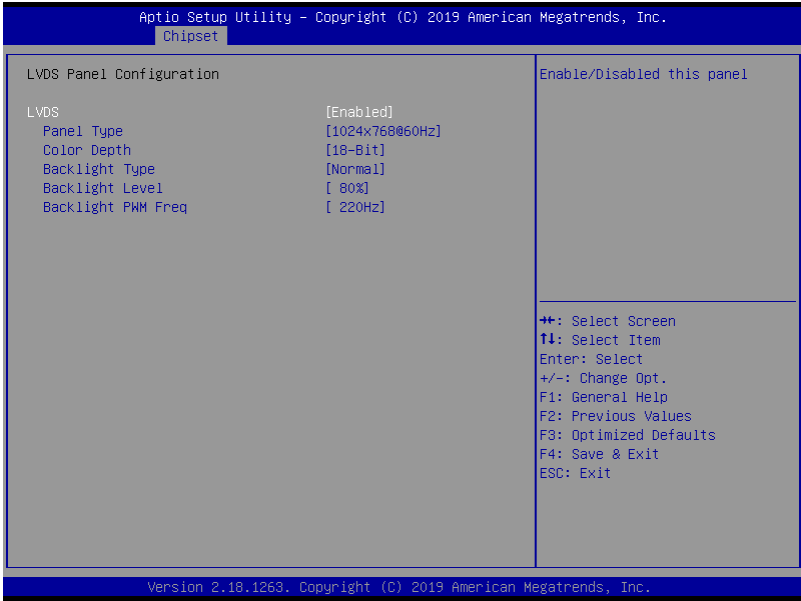 Aptio Setup Utility – Copyright (C) 2019 American Megatrends, Inc.
Chipset
LVDS Panel Configuration
LVDS [Enabled]
Panel Type [1024x768@60Hz]
Color Depth [18-Bit]
Backlight Type [Normal]
Backlight Level [ 80%]
Backlight PWM Freq [ 220Hz]
Enable/Disabled this panel
→←: Select Screen
↑↓: Select Item
Enter: Select
+/-: Change Opt.
F1: General Help
F2: Previous Values
F3: Optimized Defaults
F4: Save & Exit
ESC: Exit
Version 2.18.1263. Copyright (C) 2019 American Megatrends, Inc.